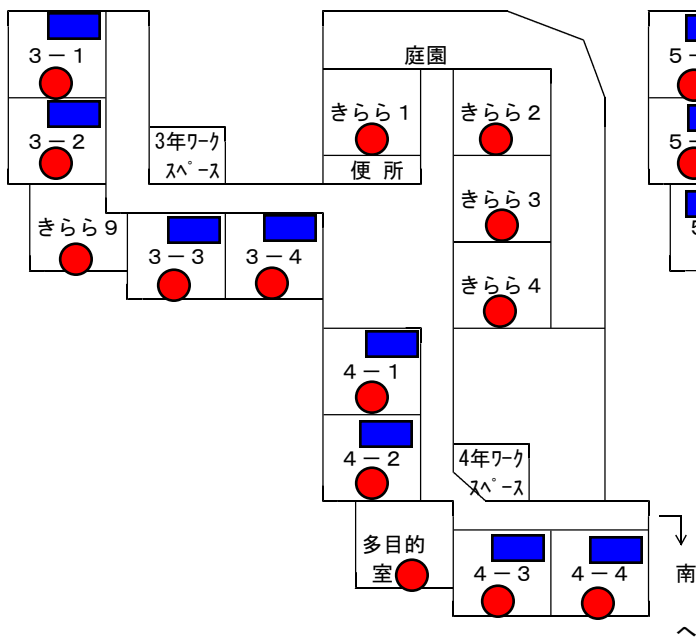 庭園
3－1
5－
きらら1
きらら2
3－2
3年ワーク
スペース
5－
便 所
きらら3
きらら9
5
3－3
3－4
きらら4
4－1
4－2
4年ワーク
スペース
多目的
室
4－3
4－4
南
へ